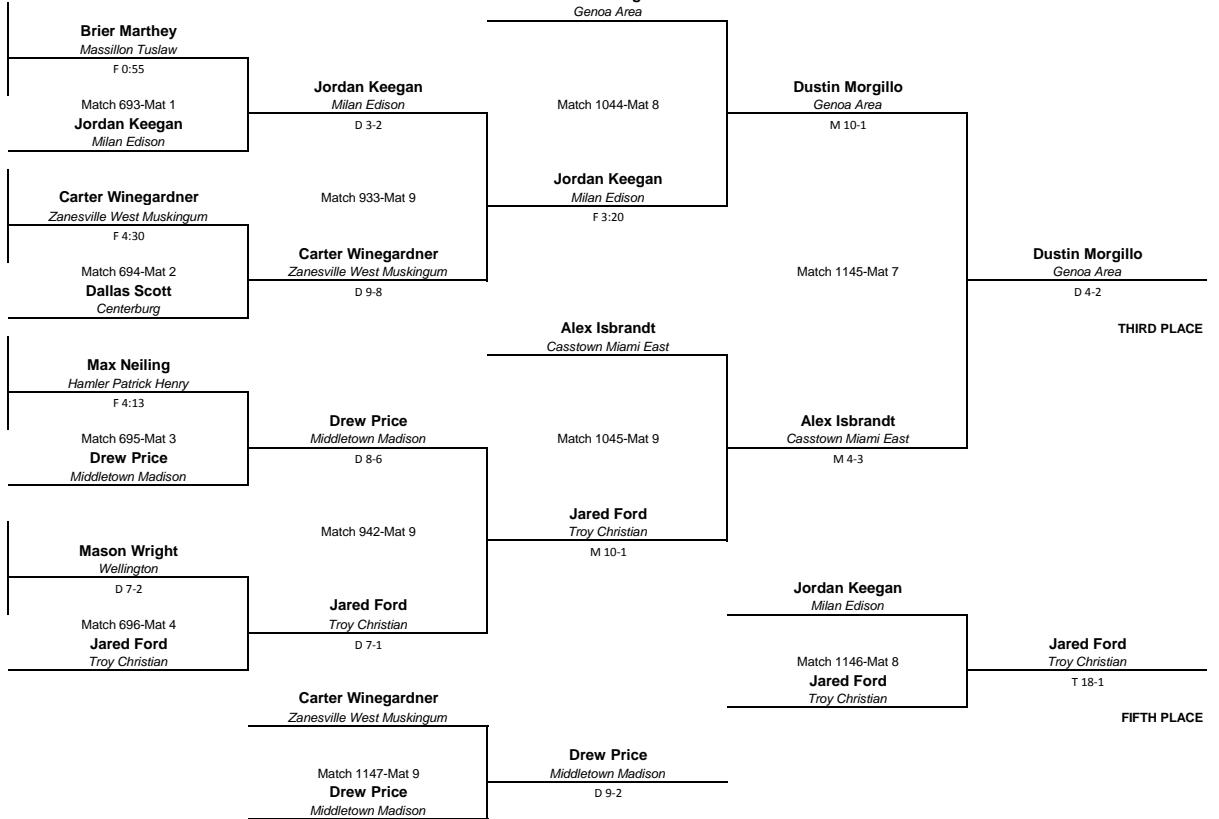 Genoa Area
Brier Marthey
Massillon Tuslaw
F 0:55
Match 693-Mat 1
Jordan Keegan
Milan Edison
Jordan Keegan
Milan Edison
D 3-2
Match 1044-Mat 8
Dustin Morgillo
Genoa Area
M 10-1
Carter Winegardner
Zanesville West Muskingum
F 4:30
Match 933-Mat 9
Jordan Keegan
Milan Edison
F 3:20
Match 694-Mat 2
Dallas Scott
Centerburg
Carter Winegardner
Zanesville West Muskingum
D 9-8
Match 1145-Mat 7
Dustin Morgillo
Genoa Area
D 4-2
THIRD PLACE
Alex Isbrandt
Casstown Miami East
Max Neiling
Hamler Patrick Henry
F 4:13
Match 695-Mat 3
Drew Price
Middletown Madison
Drew Price
Middletown Madison
D 8-6
Match 1045-Mat 9
Alex Isbrandt
Casstown Miami East
M 4-3
Match 942-Mat 9
Jared Ford
Troy Christian
M 10-1
Mason Wright
Wellington
D 7-2
Match 696-Mat 4
Jared Ford
Troy Christian
Jared Ford
Troy Christian
D 7-1
Jordan Keegan
Milan Edison
Match 1146-Mat 8
Jared Ford
Troy Christian
Jared Ford
Troy Christian
T 18-1
FIFTH PLACE
Carter Winegardner
Zanesville West Muskingum
Match 1147-Mat 9
Drew Price
Middletown Madison
Drew Price
Middletown Madison
D 9-2